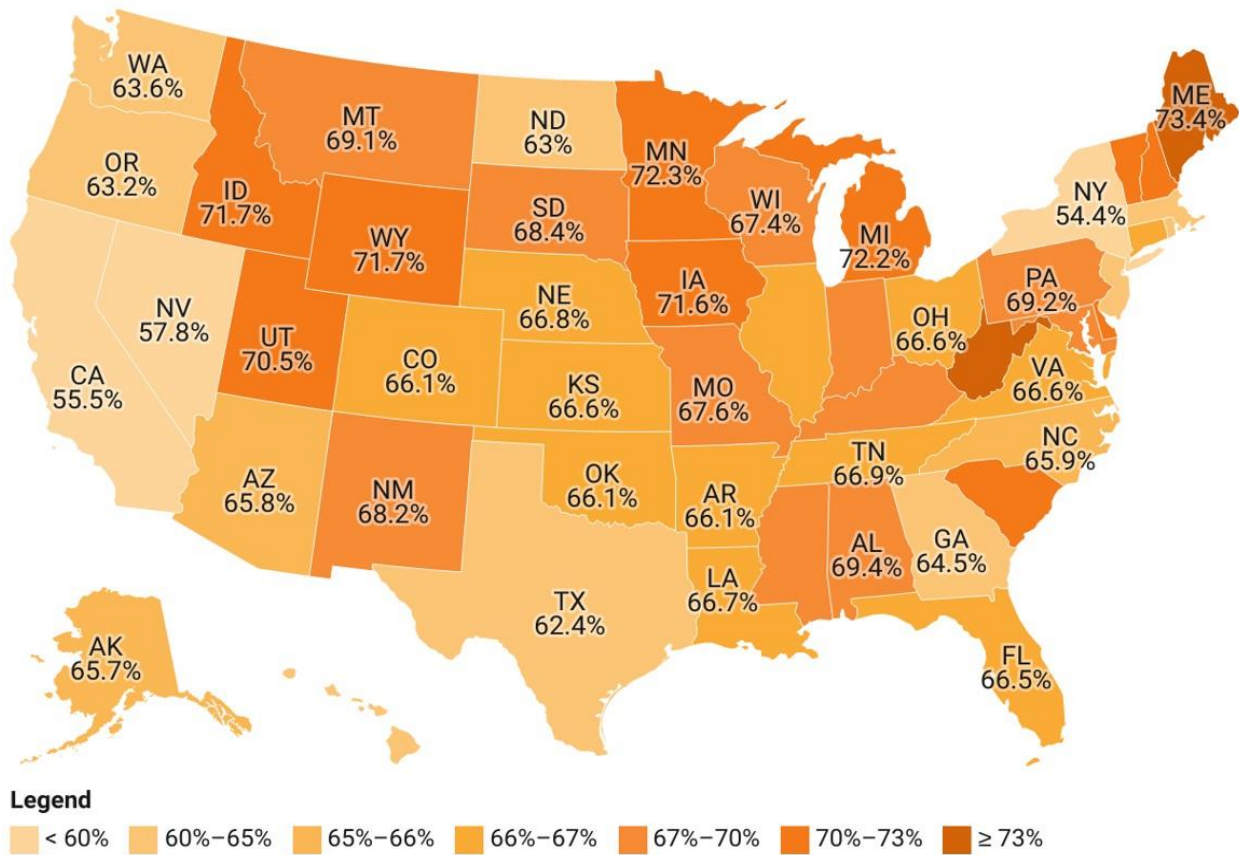 WA
63.6%
MT
69.1%
ND
63%
MN
72.3%
ME
73.4%
OR
63.2%
ID
71.7%
WY
71.7%
SD
68.4%
WI
67.4%
MI
72.2%
NY
54.4%
NV
57.8%
UT
70.5%
NE
66.8%
IA
71.6%
PA
69.2%
OH
66.6%
CA
55.5%
CO
66.1%
KS
66.6%
MO
67.6%
VA
66.6%
NC
65.9%
TN
66.9%
AZ
65.8%
NM
68.2%
OK
66.1%
AR
66.1%
AL
69.4%
GA
64.5%
LA
66.7%
TX
62.4%
AK
65.7%
FL
66.5%
Legend
< 60% 60%–65% 65%–66% 66%–67% 67%–70% 70%–73% ≥ 73%